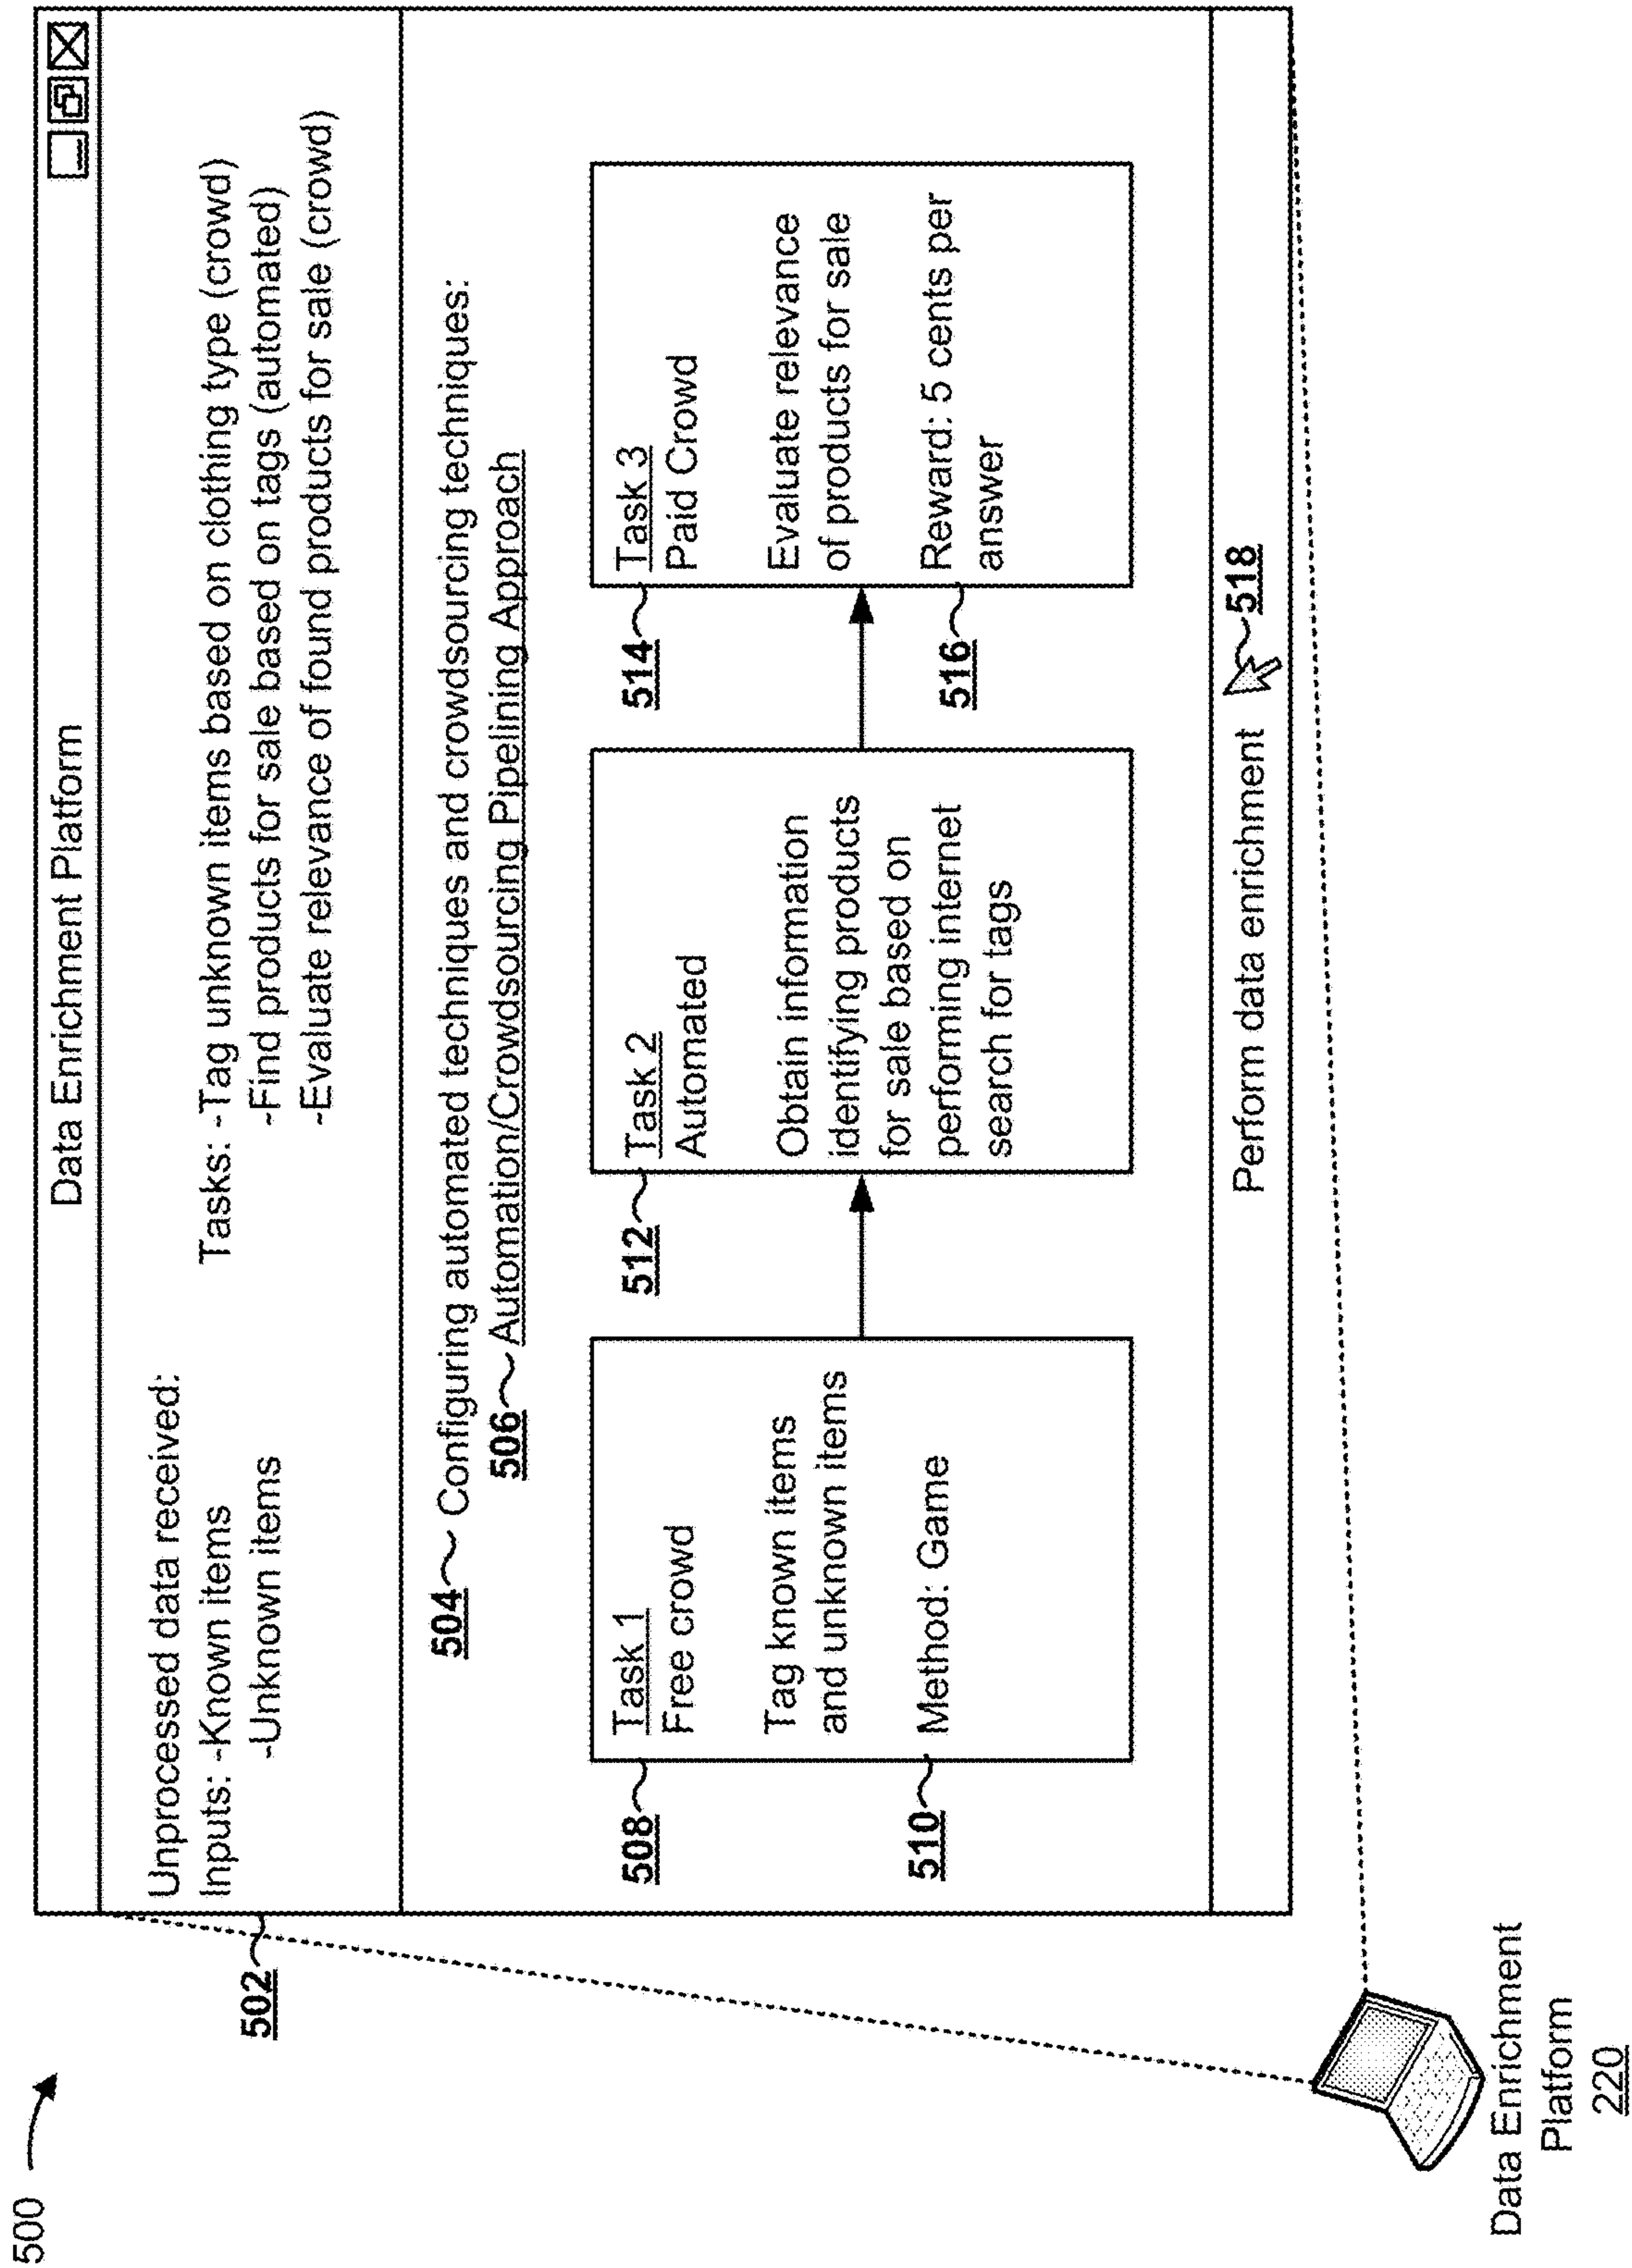 500
Data Enrichment Platform
Unprocessed data received:
Inputs: -Known items
-Unknown items
Tasks: -Tag unknown items based on clothing type (crowd)
-Find products for sale based on tags (automated)
-Evaluate relevance of found products for sale (crowd)
502
504 Configuring automated techniques and crowdsourcing techniques:
506 Automation/Crowdsourcing Pipelining Approach
508
Task 1
Free crowd
Tag known items
and unknown items
510
Method: Game
512
Task 2
Automated
Obtain information
identifying products
for sale based on
performing internet
search for tags
514
Task 3
Paid Crowd
Evaluate relevance
of products for sale
516
Reward: 5 cents per
answer
Perform data enrichment
518
Data Enrichment
Platform
220